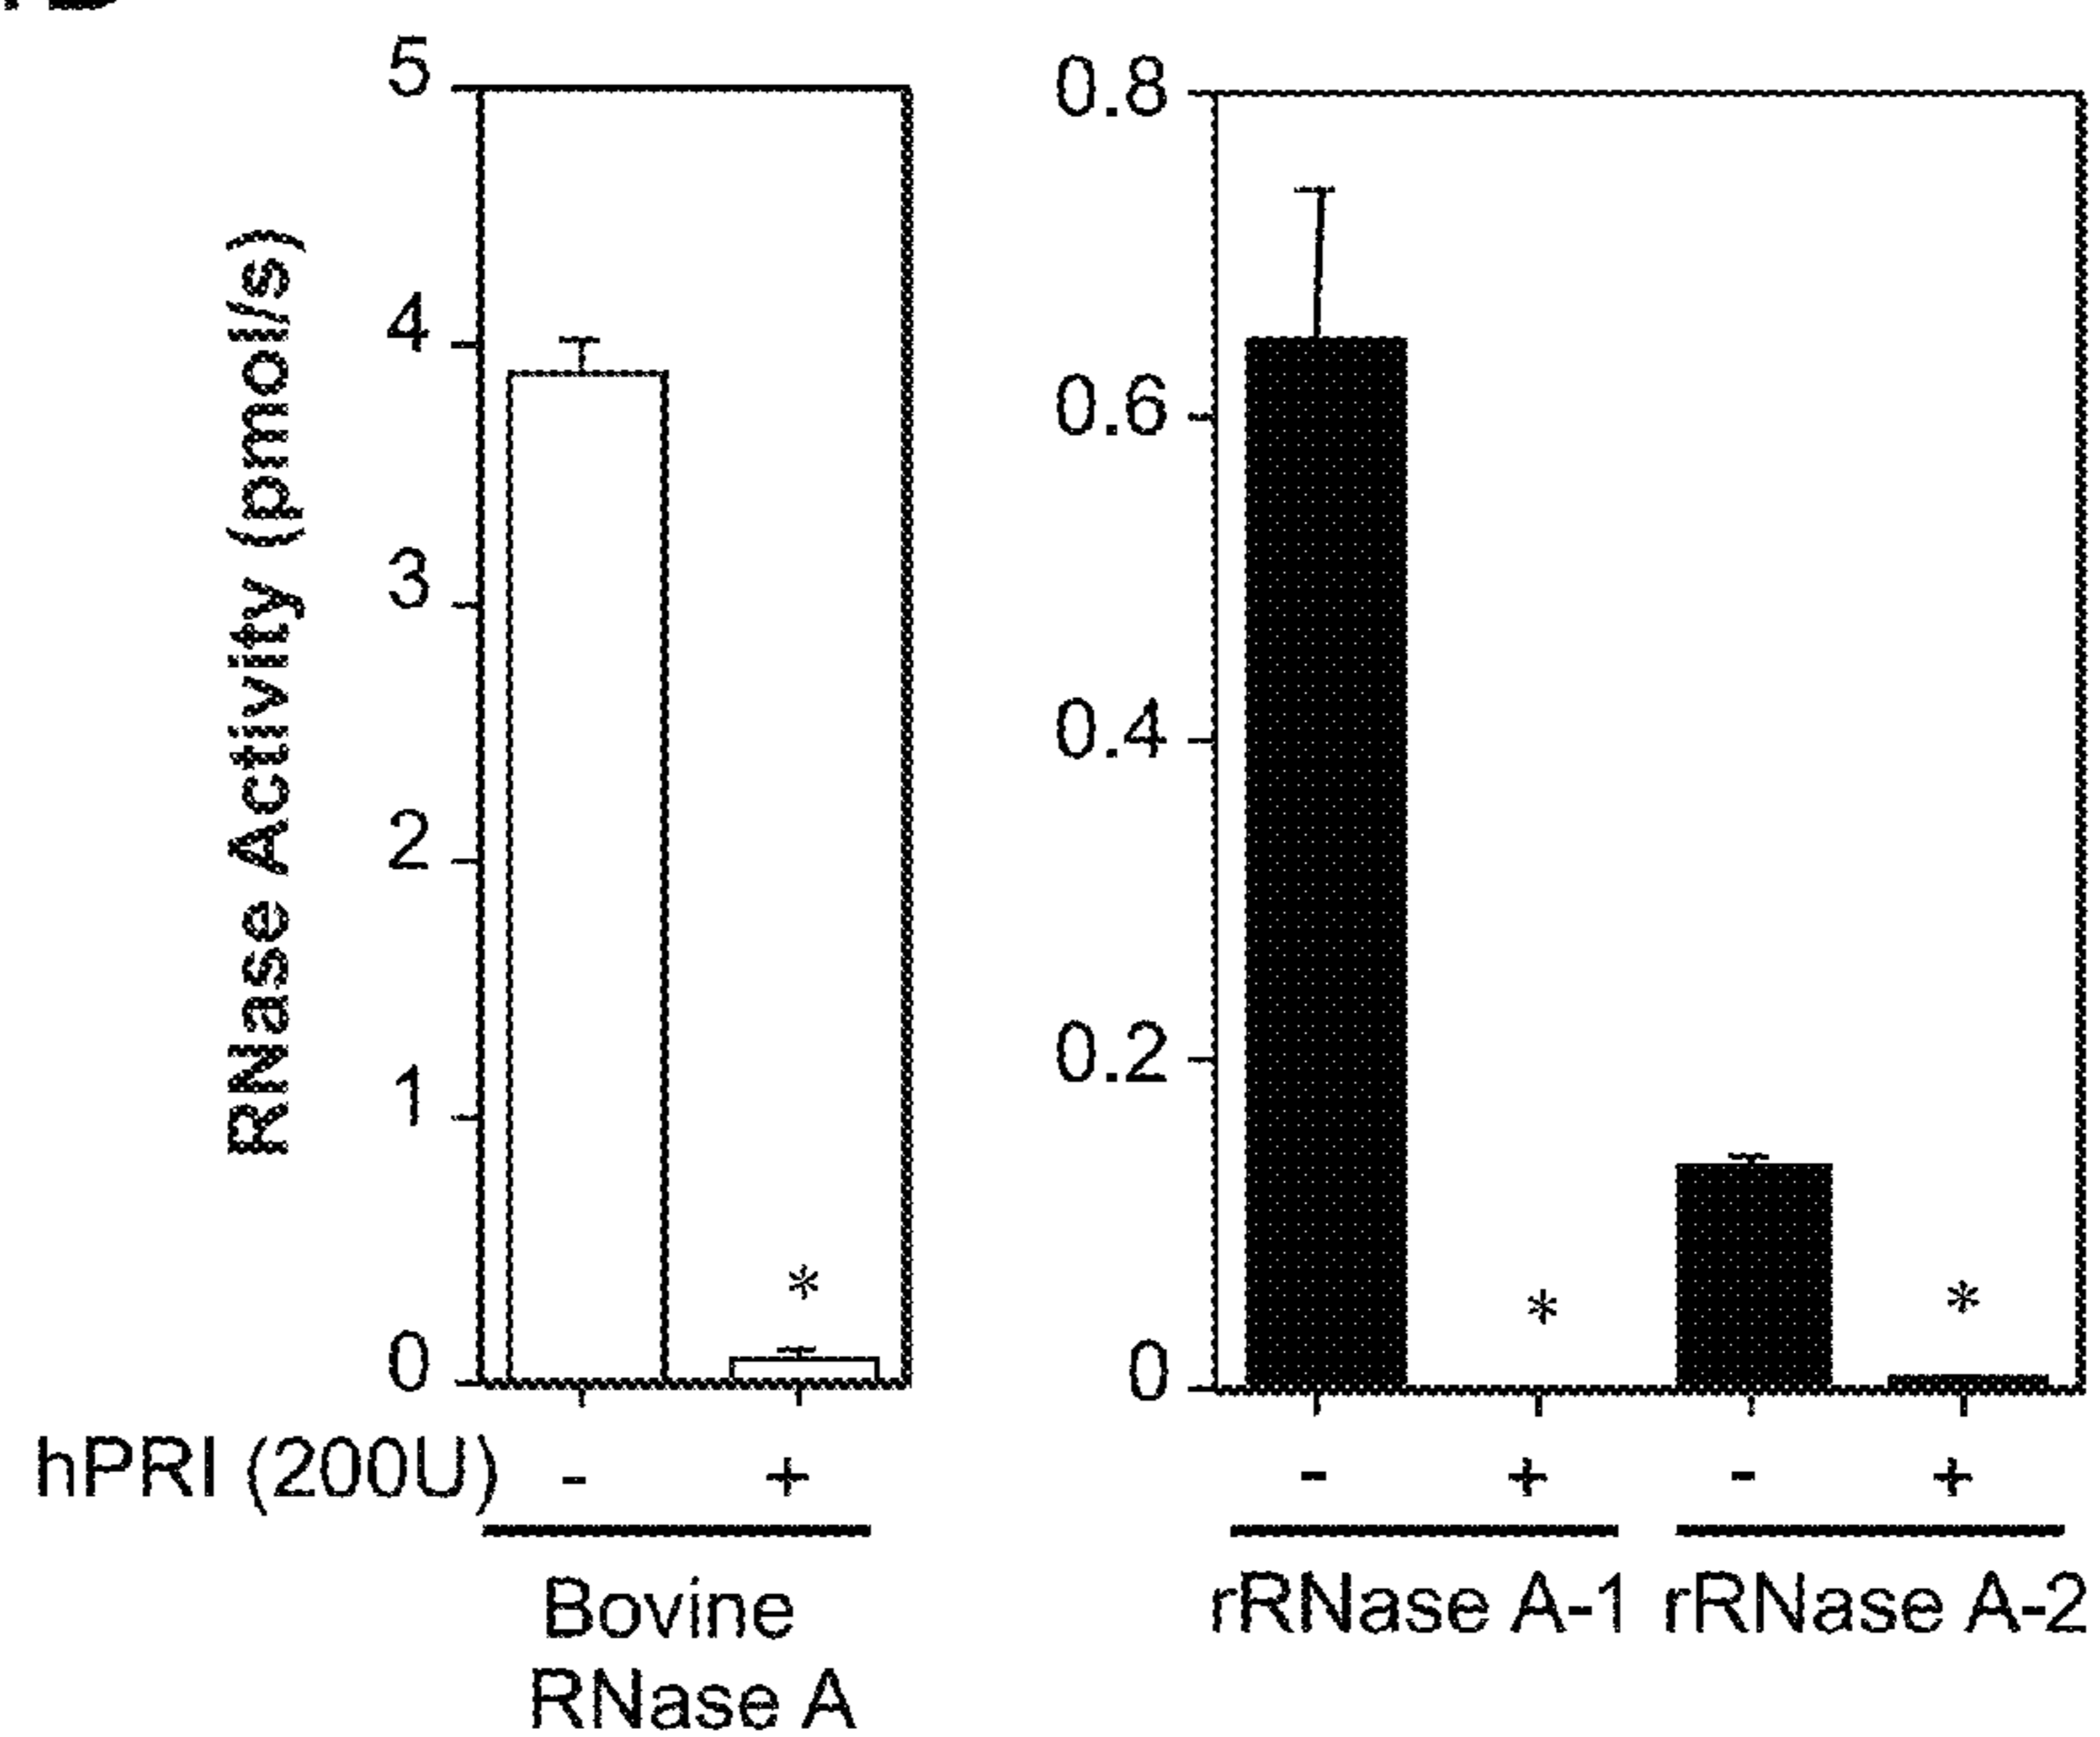 RNase Activity (pmol/s)
5
4
3
2
1
0
0.8
0.6
0.4
0.2
0
*
*
*
hPRI (200U) - + - + - +
Bovine
RNase A
rRNase A-1 rRNase A-2